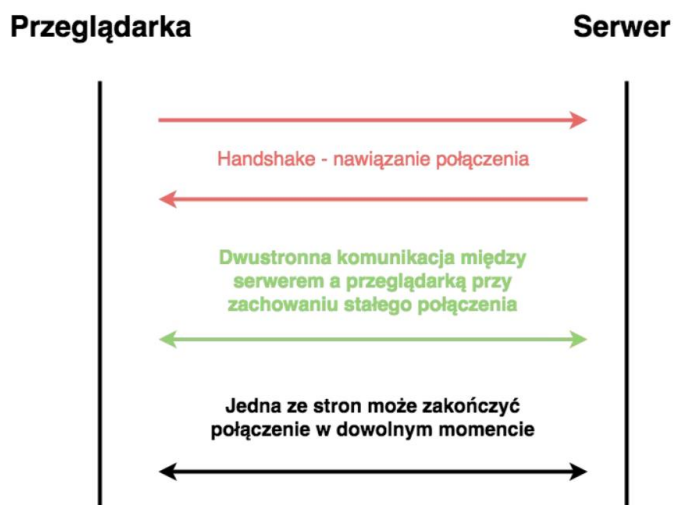 Przeglądarka
Serwer
Handshake - nawiązanie połączenia
Dwustronna komunikacja między
serwerem a przeglądarką przy
zachowaniu stałego połączenia
Jedna ze stron może zakończyć
połączenie w dowolnym momencie